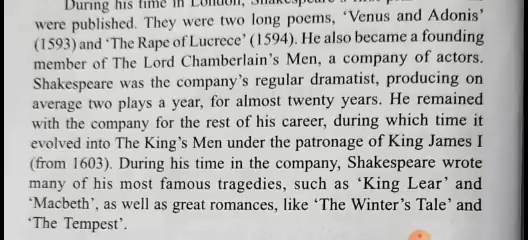 During his time in London, Shakespeare's first
were published. They were two long poems, 'Venus and Adonis'
(1593) and 'The Rape of Lucrece' (1594). He also became a founding
member of The Lord Chamberlain's Men, a company of actors.
Shakespeare was the company's regular dramatist, producing on
average two plays a year, for almost twenty years. He remained
with the company for the rest of his career, during which time it
evolved into The King's Men under the patronage of King James I
(from 1603). During his time in the company, Shakespeare wrote
many of his most famous tragedies, such as 'King Lear' and
'Macbeth', as well as great romances, like 'The Winter's Tale' and
'The Tempest'.